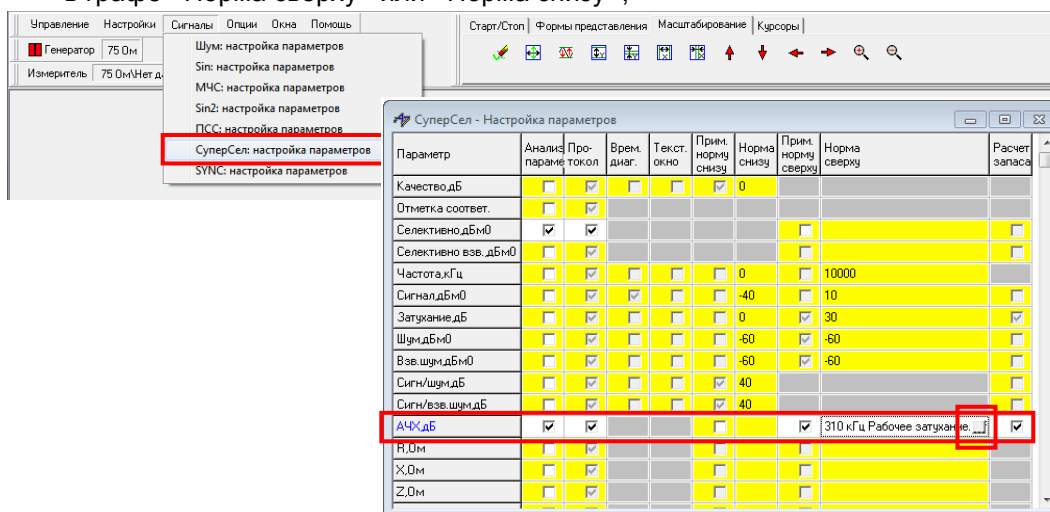 в графе «Норма сверху» или «Норма снизу»,
Управление Настройки Сигналы Опции Окна Помощь
Генератор 75 Ом
Измеритель 75 Ом\Нет д
Шум: настройка параметров
Sin: настройка параметров
МЧС: настройка параметров
Sin2: настройка параметров
ПСС: настройка параметров
СуперСел: настройка параметров
SYNC: настройка параметров
Старт/Стоп Формы представления Масштабирование Курсоры
СуперСел - Настройка параметров
Параметр Анализ параме Про- токол Врем. диаг. Текст. окно Прим. норму снизу Норма снизу Прим. норму сверху Норма сверху Расчет запаса
Качество,дБ 0
Отметка соответ.
Селективно,дБм0
Селективно взв.,дБм0
Частота,кГц 0 10000
Сигнал,дБм0 -40 10
Затухание,дБ 0 30
Шум,дБм0 -60 -60
Взв.шум,дБм0 -60 -60
Сигн/шум,дБ 40
Сигн/взв.шум,дБ 40
АЧХ,дБ 310 кГц Рабочее затухание. ...
R,Ом
X,Ом
Z,Ом